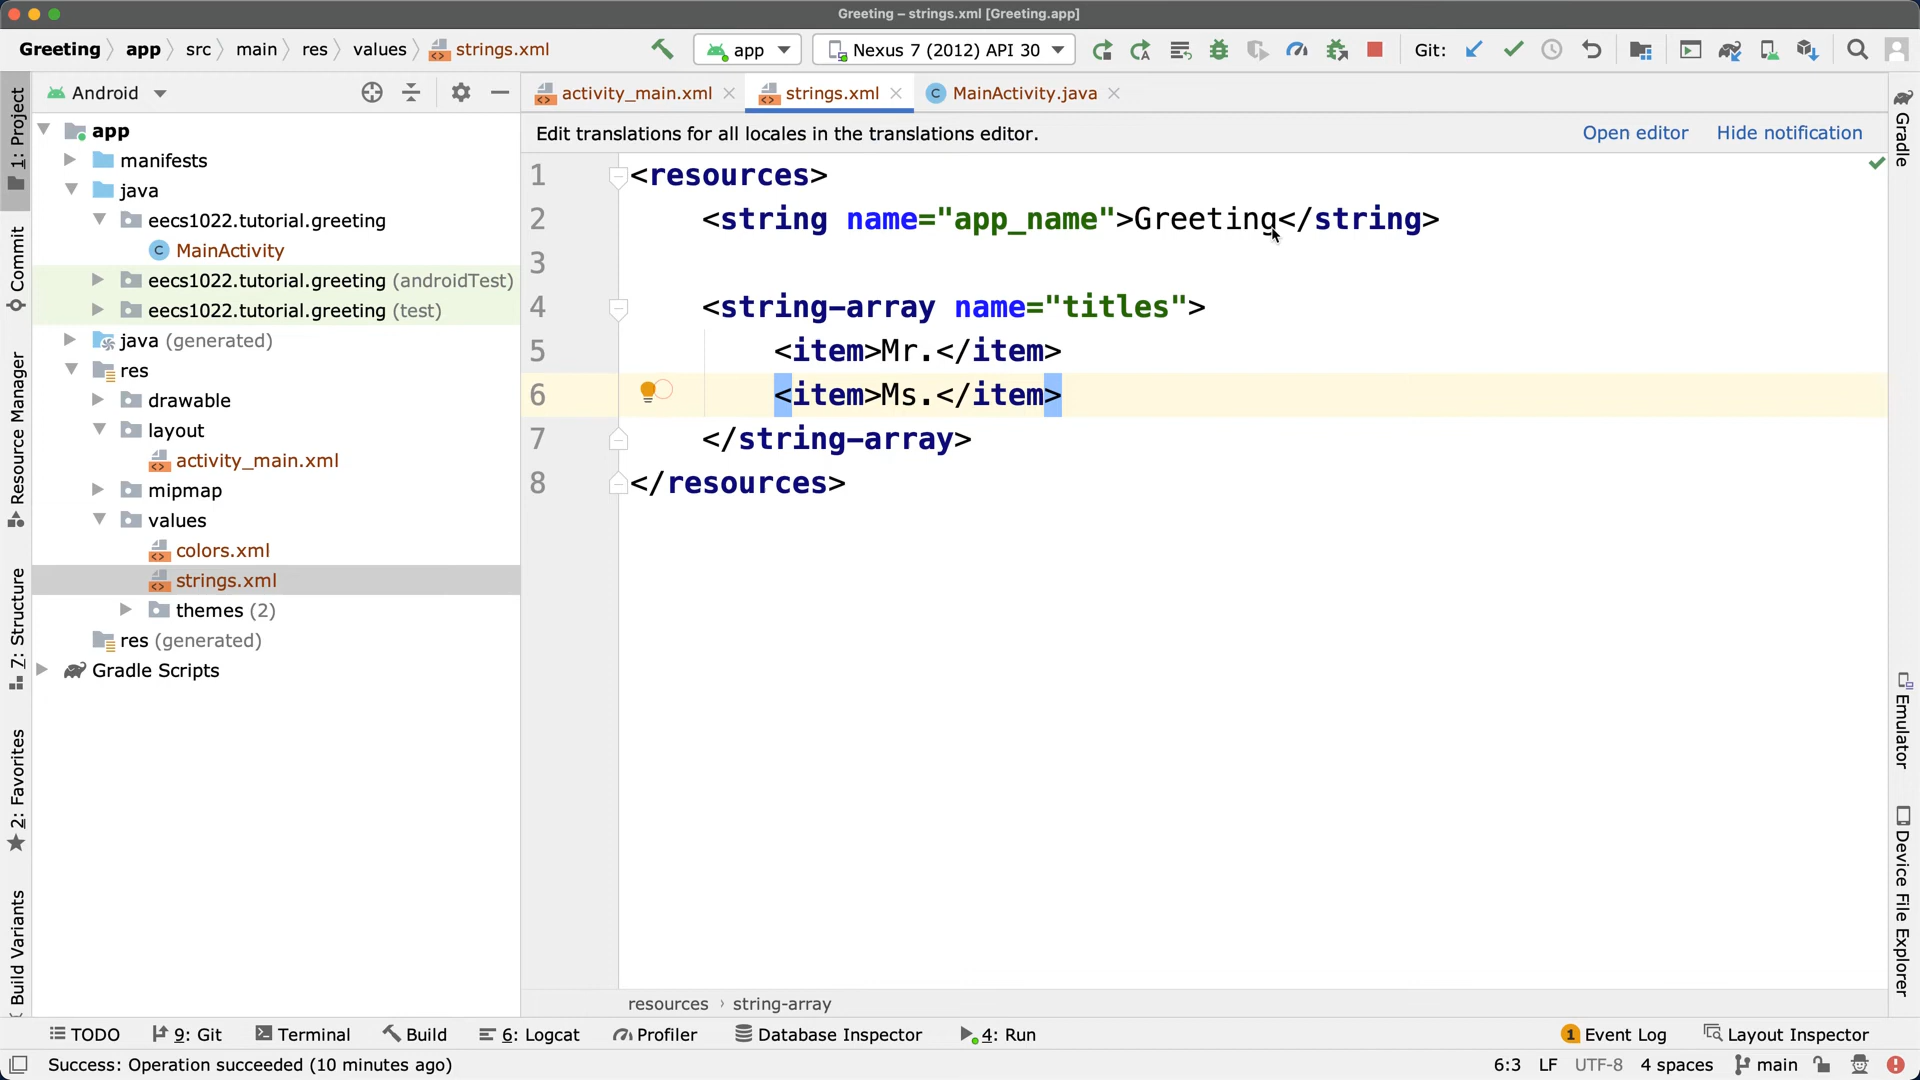 Greeting – strings.xml [Greeting.app]
Greeting app src main res values strings.xml
app
Nexus 7 (2012) API 30
Git:
1: Project
Commit
Resource Manager
7: Structure
2: Favorites
Build Variants
Android
app
manifests
java
eecs1022.tutorial.greeting
MainActivity
eecs1022.tutorial.greeting (androidTest)
eecs1022.tutorial.greeting (test)
java (generated)
res
drawable
layout
activity_main.xml
mipmap
values
colors.xml
strings.xml
themes (2)
res (generated)
Gradle Scripts
activity_main.xml
strings.xml
MainActivity.java
Edit translations for all locales in the translations editor.
Open editor
Hide notification
1 <resources>
2 <string name="app_name">Greeting</string>
3
4 <string-array name="titles">
5 <item>Mr.</item>
6 <item>Ms.</item>
7 </string-array>
8 </resources>
resources › string-array
Gradle
Emulator
Device File Explorer
TODO
9: Git
Terminal
Build
6: Logcat
Profiler
Database Inspector
4: Run
1 Event Log
Layout Inspector
Success: Operation succeeded (10 minutes ago)
6:3 LF UTF-8 4 spaces main